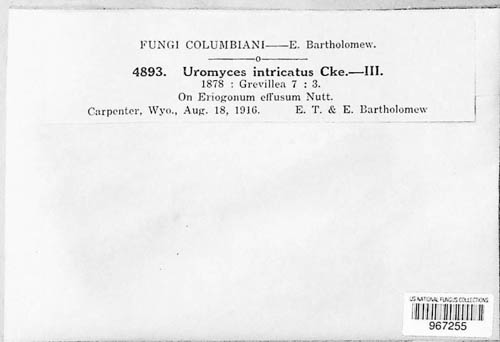 FUNGI COLUMBIANI—E. Bartholomew.
4893. Uromyces intricatus Cke.—III.
1878 : Grevillea 7 : 3.
On Eriogonum effusum Nutt.
Carpenter, Wyo., Aug. 18, 1916. E. T. & E. Bartholomew
US NATIONAL FUNGUS COLLECTIONS
967255